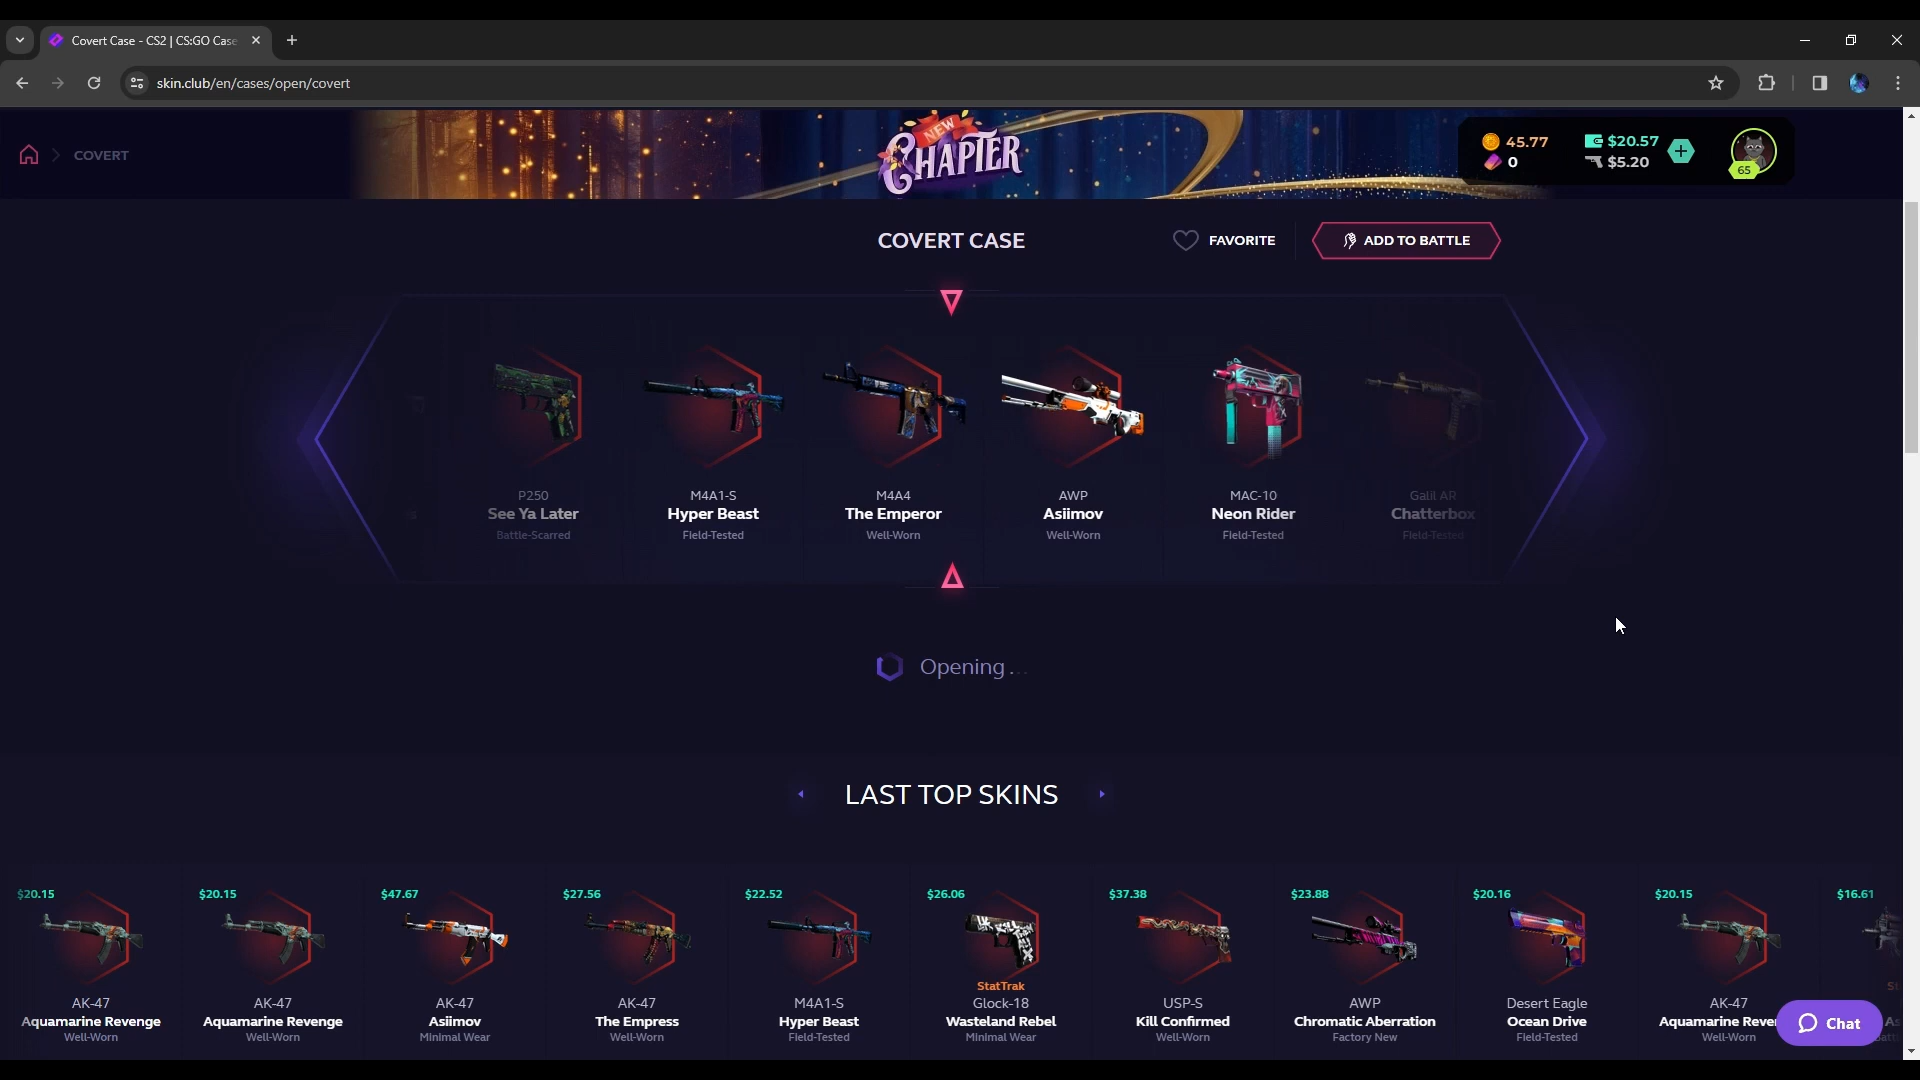 Covert Case - CS2 | CS:GO Case
skin.club/en/cases/open/covert
COVERT
NEW
CHAPTER
45.77
0
$20.57
$5.20
65
COVERT CASE
FAVORITE
ADD TO BATTLE
P250
See Ya Later
Battle-Scarred
M4A1-S
Hyper Beast
Field-Tested
M4A4
The Emperor
Well-Worn
AWP
Asiimov
Well-Worn
MAC-10
Neon Rider
Field-Tested
Galil AR
Chatterbox
Field-Tested
Opening ...
LAST TOP SKINS
$20.15
AK-47
Aquamarine Revenge
Well-Worn
$20.15
AK-47
Aquamarine Revenge
Well-Worn
$47.67
AK-47
Asiimov
Minimal Wear
$27.56
AK-47
The Empress
Well-Worn
$22.52
M4A1-S
Hyper Beast
Field-Tested
$26.06
StatTrak
Glock-18
Wasteland Rebel
Minimal Wear
$37.38
USP-S
Kill Confirmed
Well-Worn
$23.88
AWP
Chromatic Aberration
Factory New
$20.16
Desert Eagle
Ocean Drive
Field-Tested
$20.15
AK-47
Aquamarine Reve
Well-Worn
$16.61
Chat